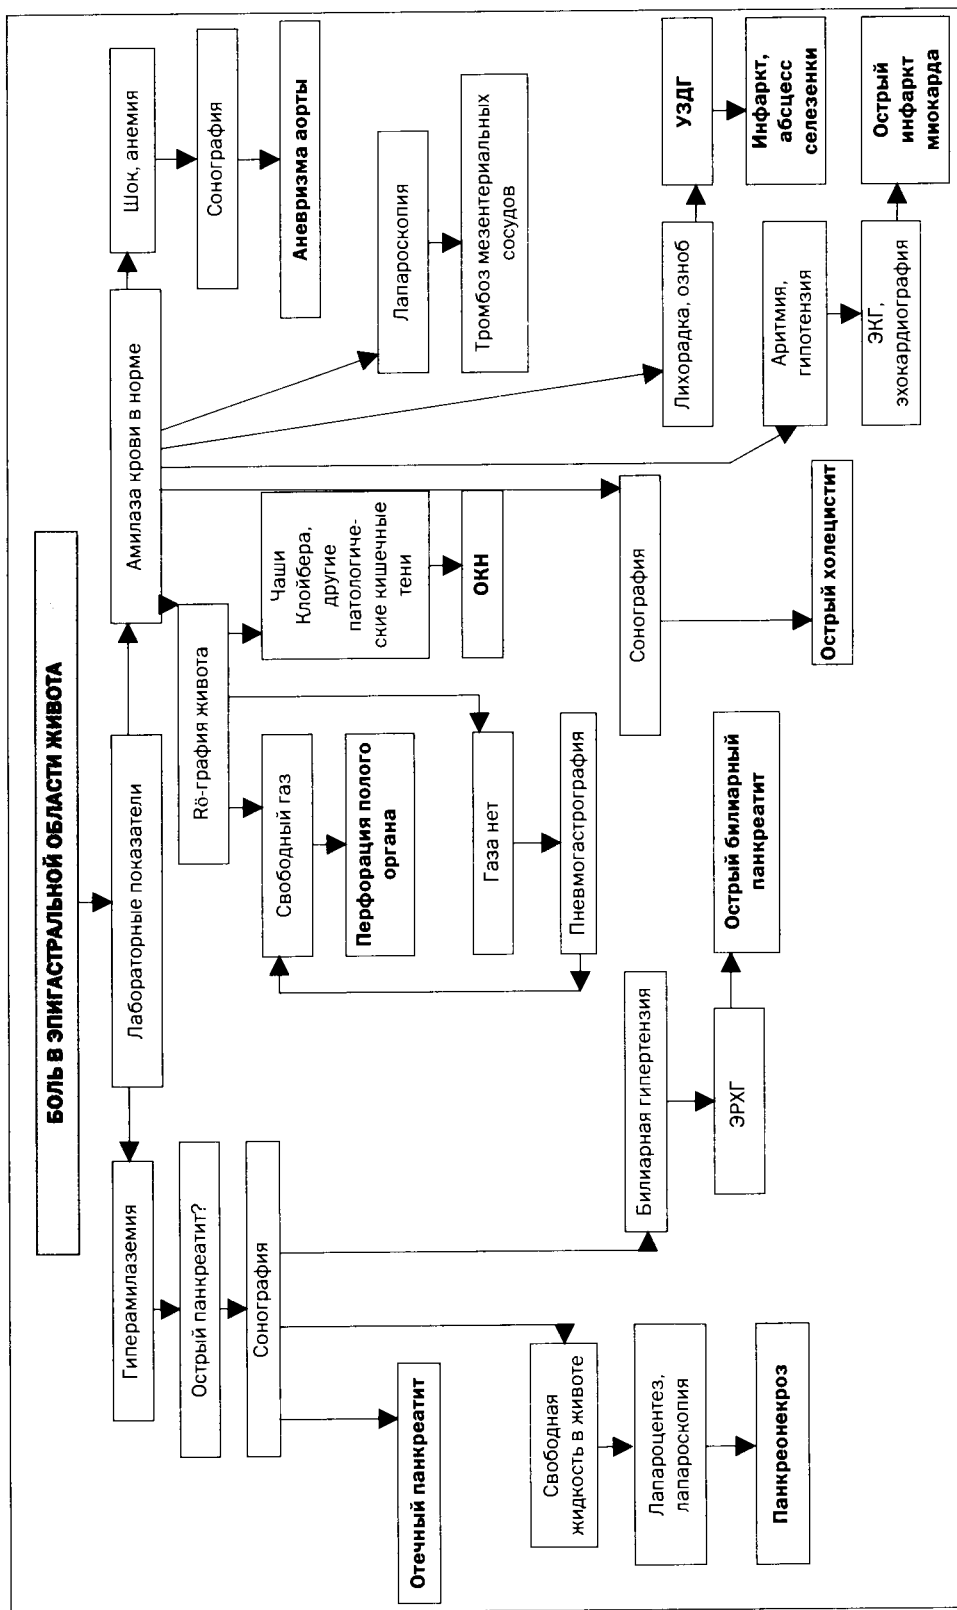 БОЛЬ В ЭПИГАСТРАЛЬНОЙ ОБЛАСТИ ЖИВОТА
Лабораторные показатели
Гиперамилаземия
Острый панкреатит?
Сонография
Отечный панкреатит
Свободная
жидкость в животе
Лапароцентез,
лапароскопия
Панкреонекроз
Билиарная гипертензия
ЭРХГ
Острый билиарный
панкреатит
Амилаза крови в норме
Rö-графия живота
Свободный газ
Перфорация полого
органа
Газа нет
Пневмогастрография
Чаши
Клойбера,
другие
патологиче-
ские кишечные
тени
ОКН
Сонография
Острый холецистит
Шок, анемия
Сонография
Аневризма аорты
Лапароскопия
Тромбоз мезентериальных
сосудов
Лихорадка, озноб
УЗДГ
Инфаркт,
абсцесс
селезенки
Аритмия,
гипотензия
ЭКГ,
эхокардиография
Острый
инфаркт
миокарда